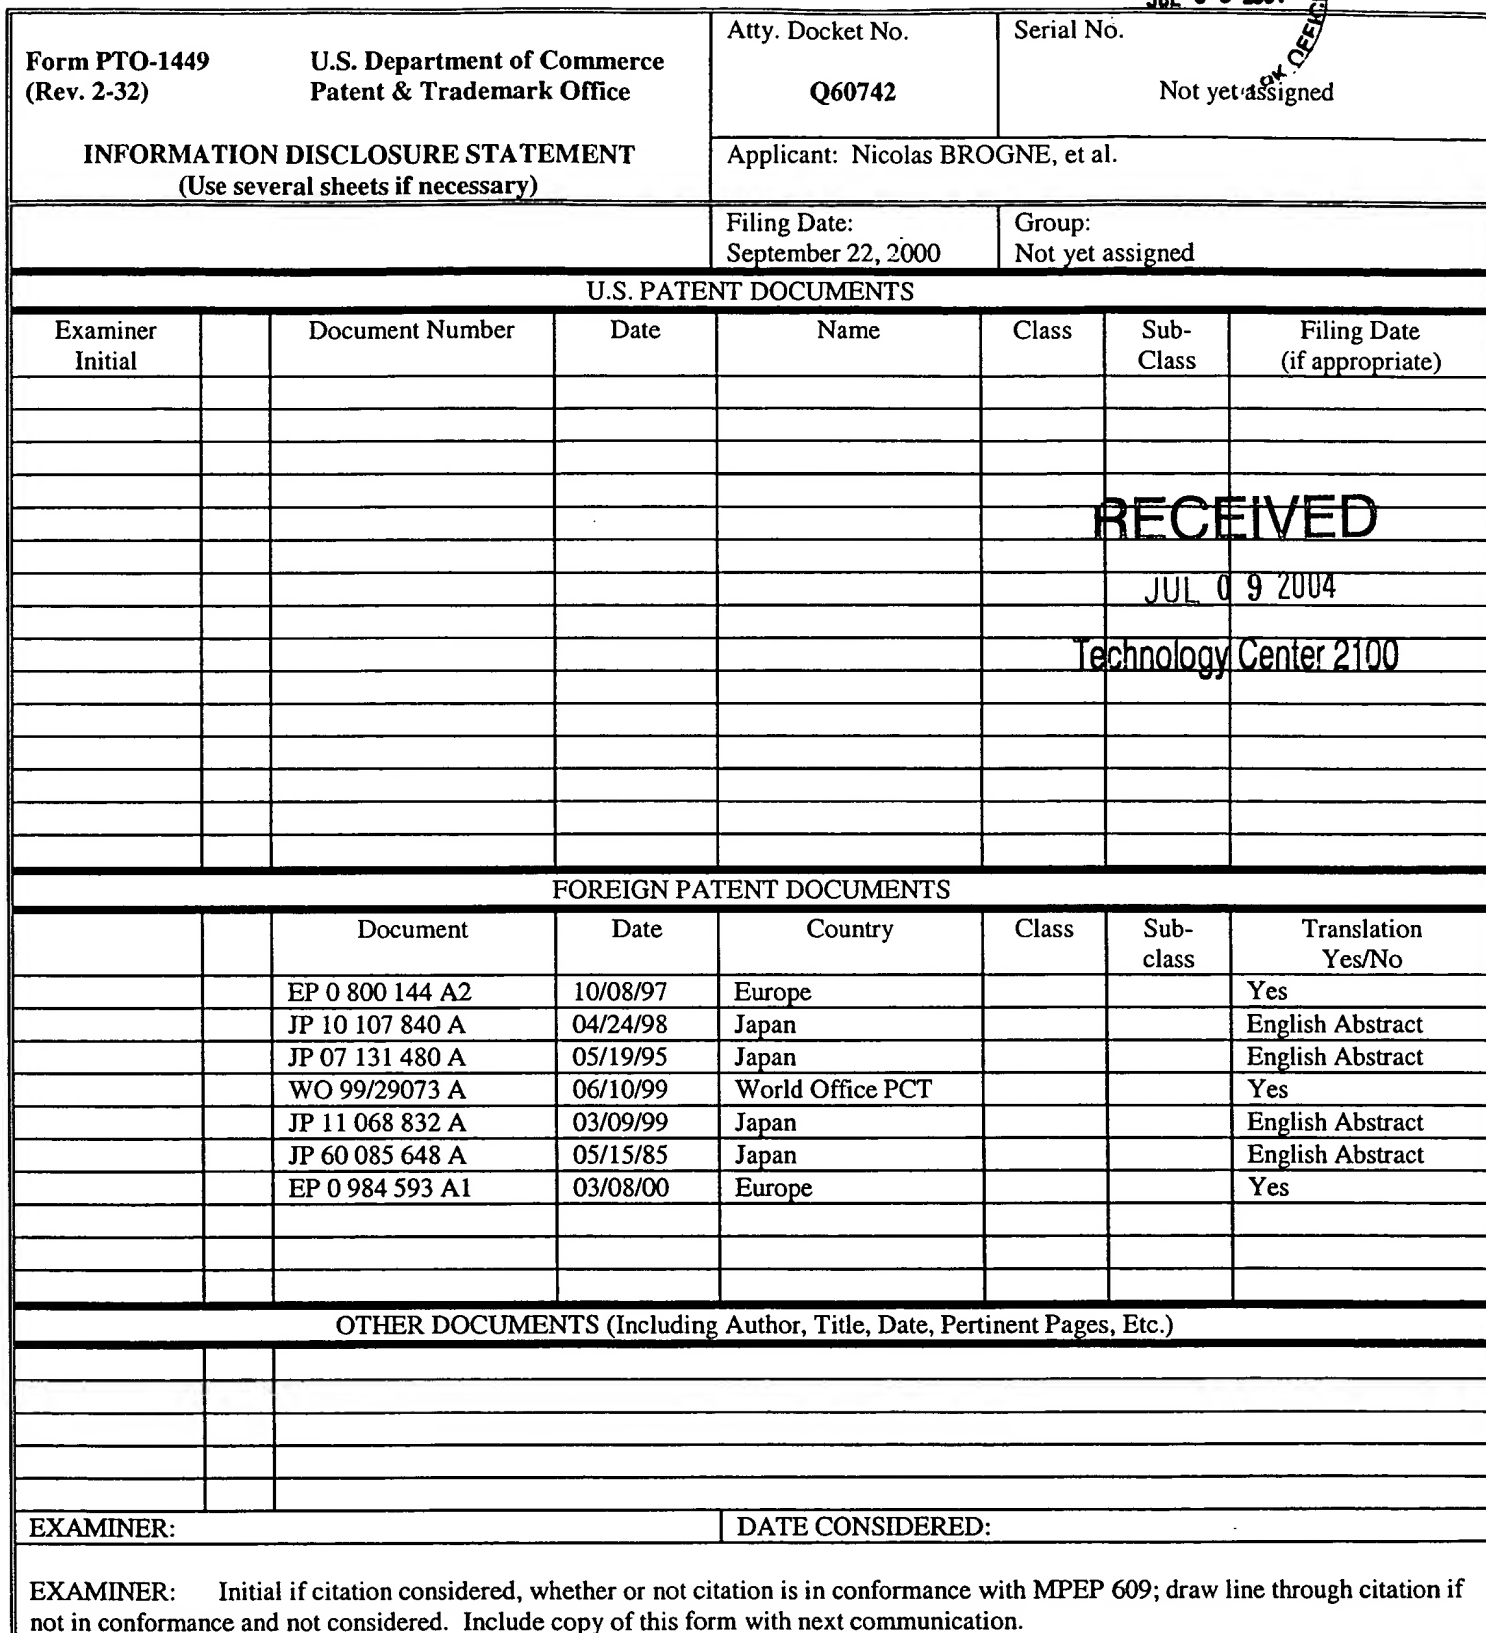 Form PTO-1449 U.S. Department of Commerce
(Rev. 2-32) Patent & Trademark Office
INFORMATION DISCLOSURE STATEMENT
(Use several sheets if necessary)
Atty. Docket No.
Q60742
Serial No.
Not yet assigned
Applicant: Nicolas BROGNE, et al.
Filing Date:
September 22, 2000
Group:
Not yet assigned
U.S. PATENT DOCUMENTS
Examiner Initial Document Number Date Name Class Sub-Class Filing Date (if appropriate)
RECEIVED
JUL 09 2004
Technology Center 2100
FOREIGN PATENT DOCUMENTS
Document Date Country Class Sub-class Translation Yes/No
EP 0 800 144 A2 10/08/97 Europe Yes
JP 10 107 840 A 04/24/98 Japan English Abstract
JP 07 131 480 A 05/19/95 Japan English Abstract
WO 99/29073 A 06/10/99 World Office PCT Yes
JP 11 068 832 A 03/09/99 Japan English Abstract
JP 60 085 648 A 05/15/85 Japan English Abstract
EP 0 984 593 A1 03/08/00 Europe Yes
OTHER DOCUMENTS (Including Author, Title, Date, Pertinent Pages, Etc.)
EXAMINER: DATE CONSIDERED:
EXAMINER: Initial if citation considered, whether or not citation is in conformance with MPEP 609; draw line through citation if
not in conformance and not considered. Include copy of this form with next communication.